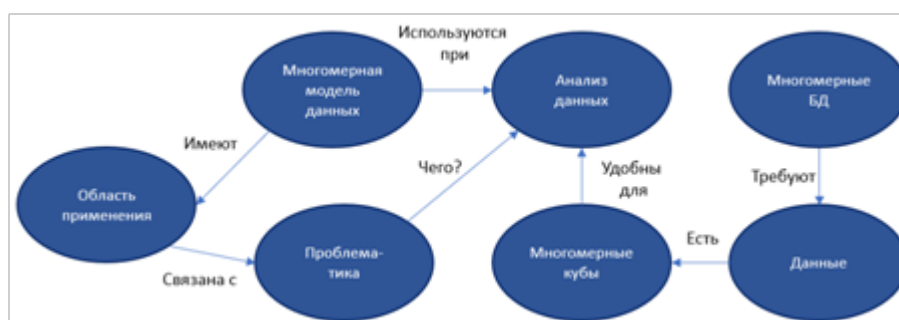 Используются
при
Многомерная
модель
данных
Анализ
данных
Многомерные
БД
Имеют
Чего?
Удобны
для
Требуют
Область
применения
Связана с
Проблема-
тика
Многомерные
кубы
Есть
Данные